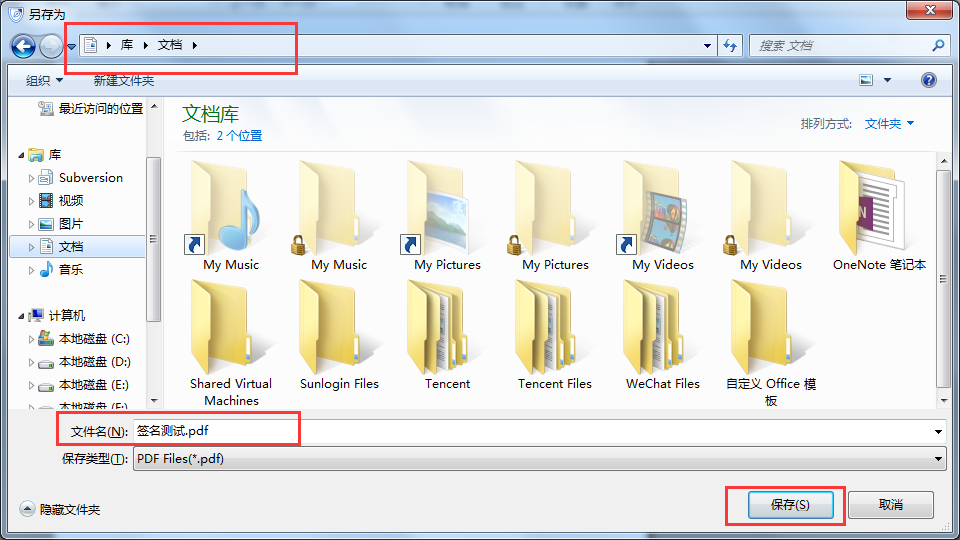 另存为
库 文档
搜索 文档
组织 新建文件夹
最近访问的位置
库
Subversion
视频
图片
文档
音乐
计算机
本地磁盘 (C:)
本地磁盘 (D:)
本地磁盘 (E:)
本地磁盘 (F:)
文档库
包括: 2 个位置
排列方式: 文件夹
My Music
My Music
My Pictures
My Pictures
My Videos
My Videos
OneNote 笔记本
Shared Virtual
Machines
Sunlogin Files
Tencent
Tencent Files
WeChat Files
自定义 Office 模
板
文件名(N): 签名测试.pdf
保存类型(T): PDF Files(*.pdf)
隐藏文件夹
保存(S) 取消